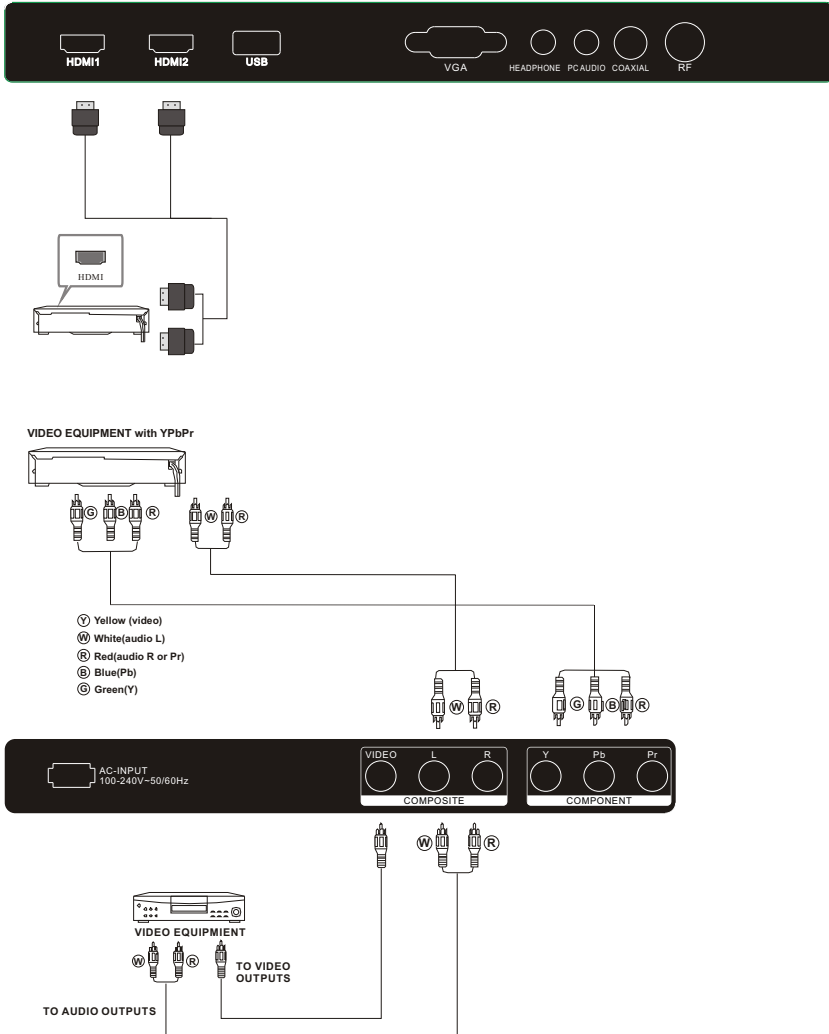 HDMI1 HDMI2 USB VGA HEADPHONE PC AUDIO COAXIAL RF
HDMI
VIDEO EQUIPMENT with YPbPr
G B R W R
Y Yellow (video)
W White(audio L)
R Red(audio R or Pr)
B Blue(Pb)
G Green(Y)
W R G B R
AC-INPUT
100-240V~50/60Hz
VIDEO L R Y Pb Pr
COMPOSITE COMPONENT
W R
VIDEO EQUIPMIENT
W R
TO VIDEO
OUTPUTS
TO AUDIO OUTPUTS